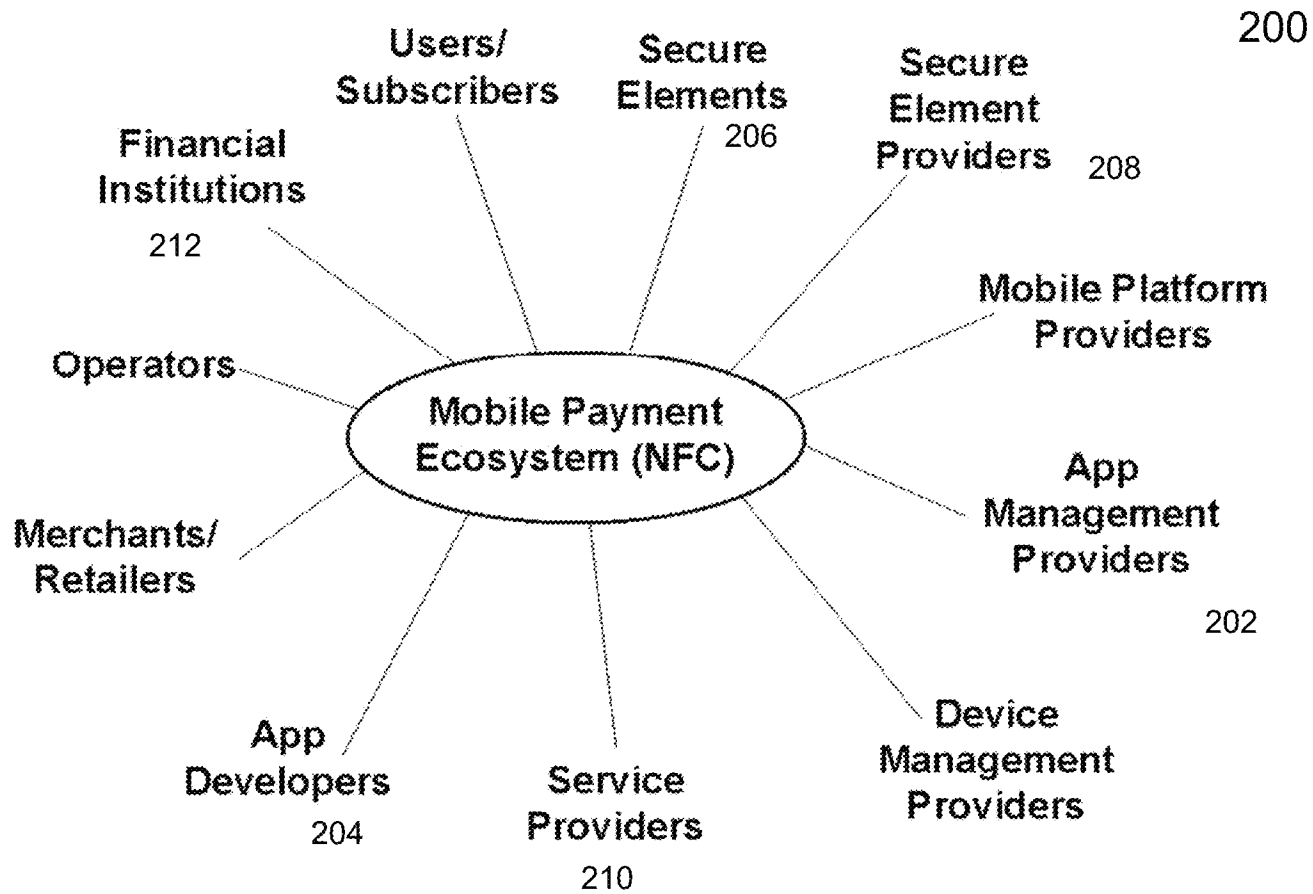 200
Users/
Subscribers
Secure
Elements
206
Secure
Element
Providers
208
Financial
Institutions
212
Mobile Platform
Providers
Operators
Mobile Payment
Ecosystem (NFC)
App
Management
Providers
202
Merchants/
Retailers
App
Developers
204
Service
Providers
210
Device
Management
Providers